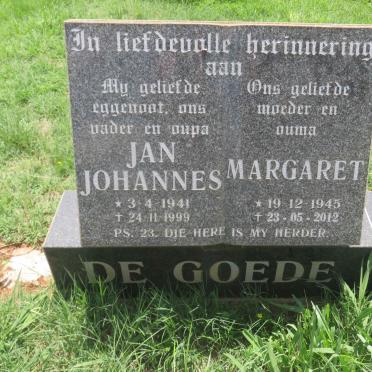 In liefdevolle herinnering
aan
My geliefde
eggenoot, ons
vader en oupa
JAN
JOHANNES
★ 3-4-1941
✝ 24-11-1999
Ons geliefde
moeder en
ouma
MARGARET
★ 19-12-1945
✝ 23-05-2012
PS. 23. DIE HERE IS MY HERDER.
DE GOEDE